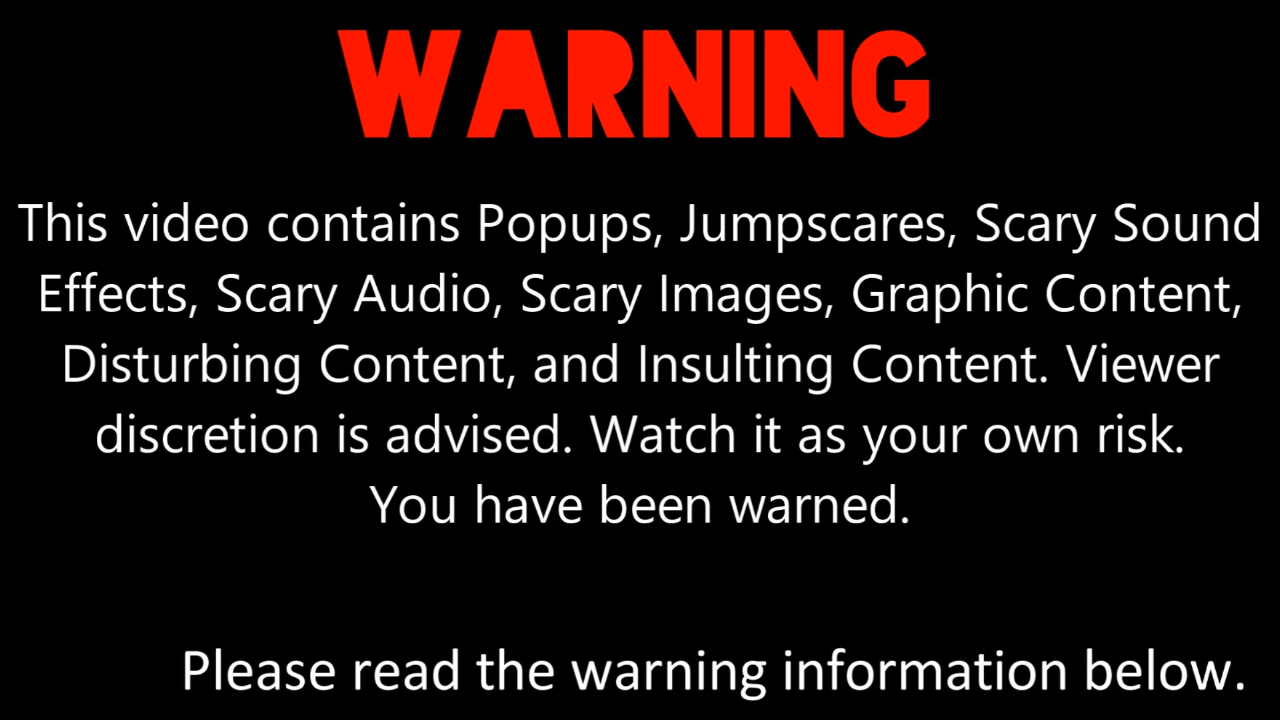 WARNING
This video contains Popups, Jumpscares, Scary Sound
Effects, Scary Audio, Scary Images, Graphic Content,
Disturbing Content, and Insulting Content. Viewer
discretion is advised. Watch it as your own risk.
You have been warned.
Please read the warning information below.